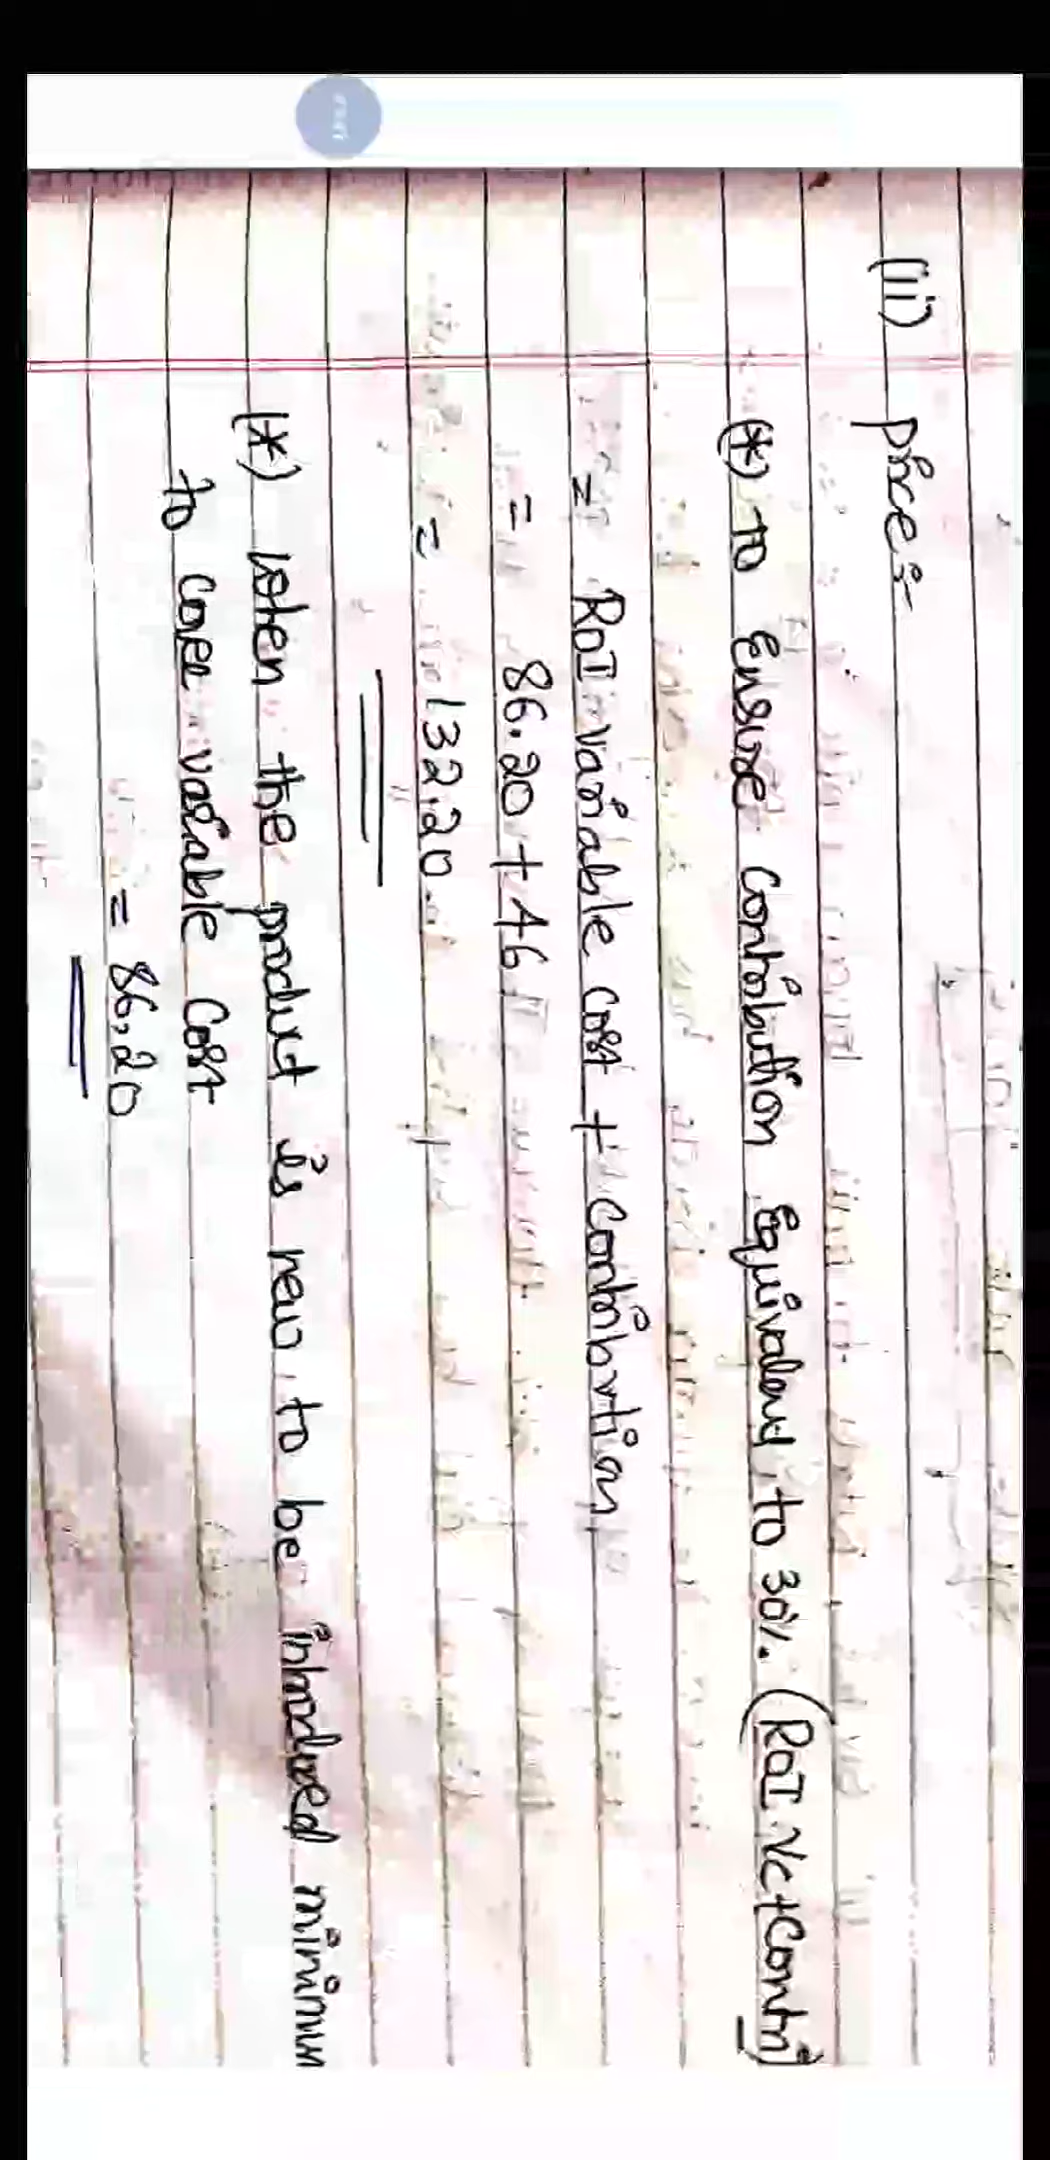 (ii) Price:-
(*) to Ensure Contribution Equivalent to 30%. (ROI VC + Contn)
= ROI variable cost + Contribution
= 86.20 + 46
= 132.20
(*) When the product is new to be introduced minimum
to cover variable Cost
= 86.20